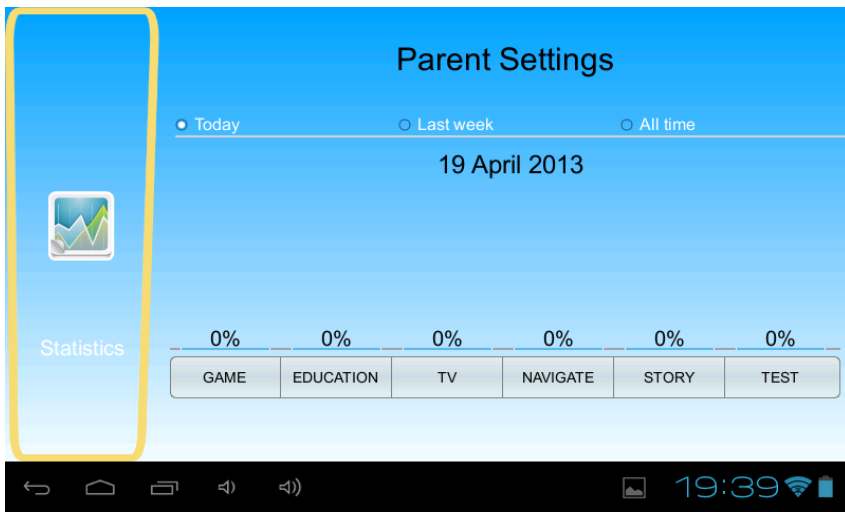 Parent Settings
Today Last week All time
19 April 2013
Statistics
0% 0% 0% 0% 0% 0%
GAME EDUCATION TV NAVIGATE STORY TEST
19:39